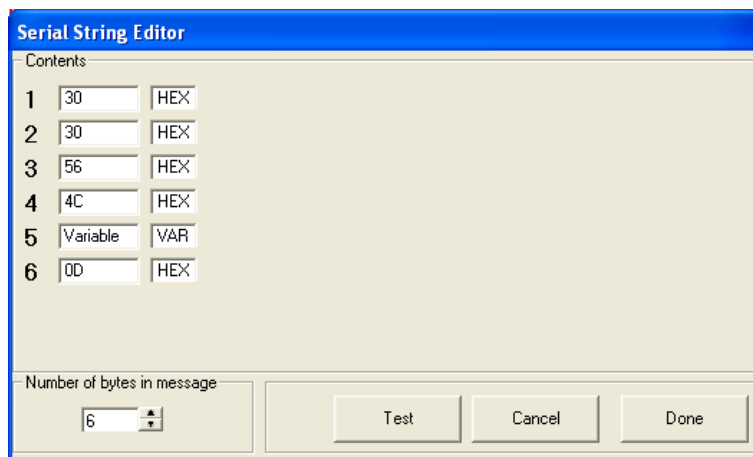 Serial String Editor
Contents
1 30 HEX
2 30 HEX
3 56 HEX
4 4C HEX
5 Variable VAR
6 0D HEX
Number of bytes in message
6 Test Cancel Done